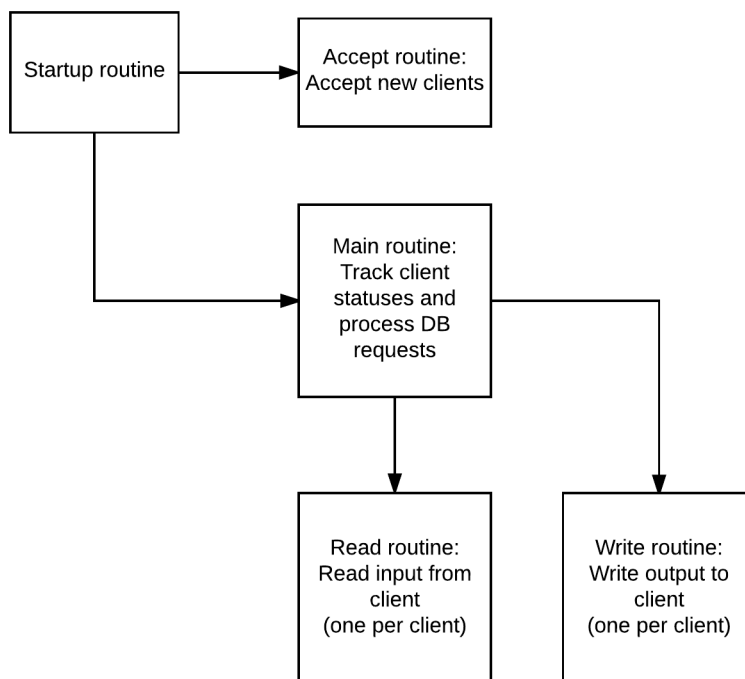 Startup routine
Accept routine:
Accept new clients
Main routine:
Track client
statuses and
process DB
requests
Read routine:
Read input from
client
(one per client)
Write routine:
Write output to
client
(one per client)